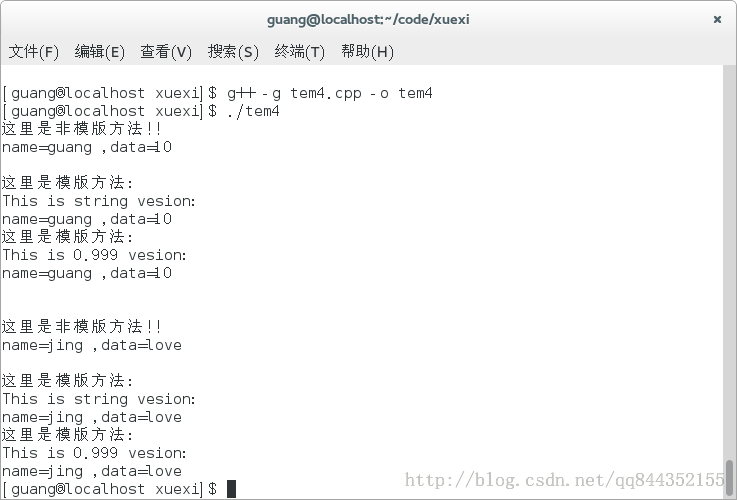 guang@localhost:~/code/xuexi
文件(F) 编辑(E) 查看(V) 搜索(S) 终端(T) 帮助(H)
[guang@localhost xuexi]$ g++ -g tem4.cpp -o tem4
[guang@localhost xuexi]$ ./tem4
这里是非模版方法!!
name=guang ,data=10
这里是模版方法:
This is string vesion:
name=guang ,data=10
这里是模版方法:
This is 0.999 vesion:
name=guang ,data=10
这里是非模版方法!!
name=jing ,data=love
这里是模版方法:
This is string vesion:
name=jing ,data=love
这里是模版方法:
This is 0.999 vesion:
name=jing ,data=love
[guang@localhost xuexi]$
http://blog.csdn.net/qq844352155